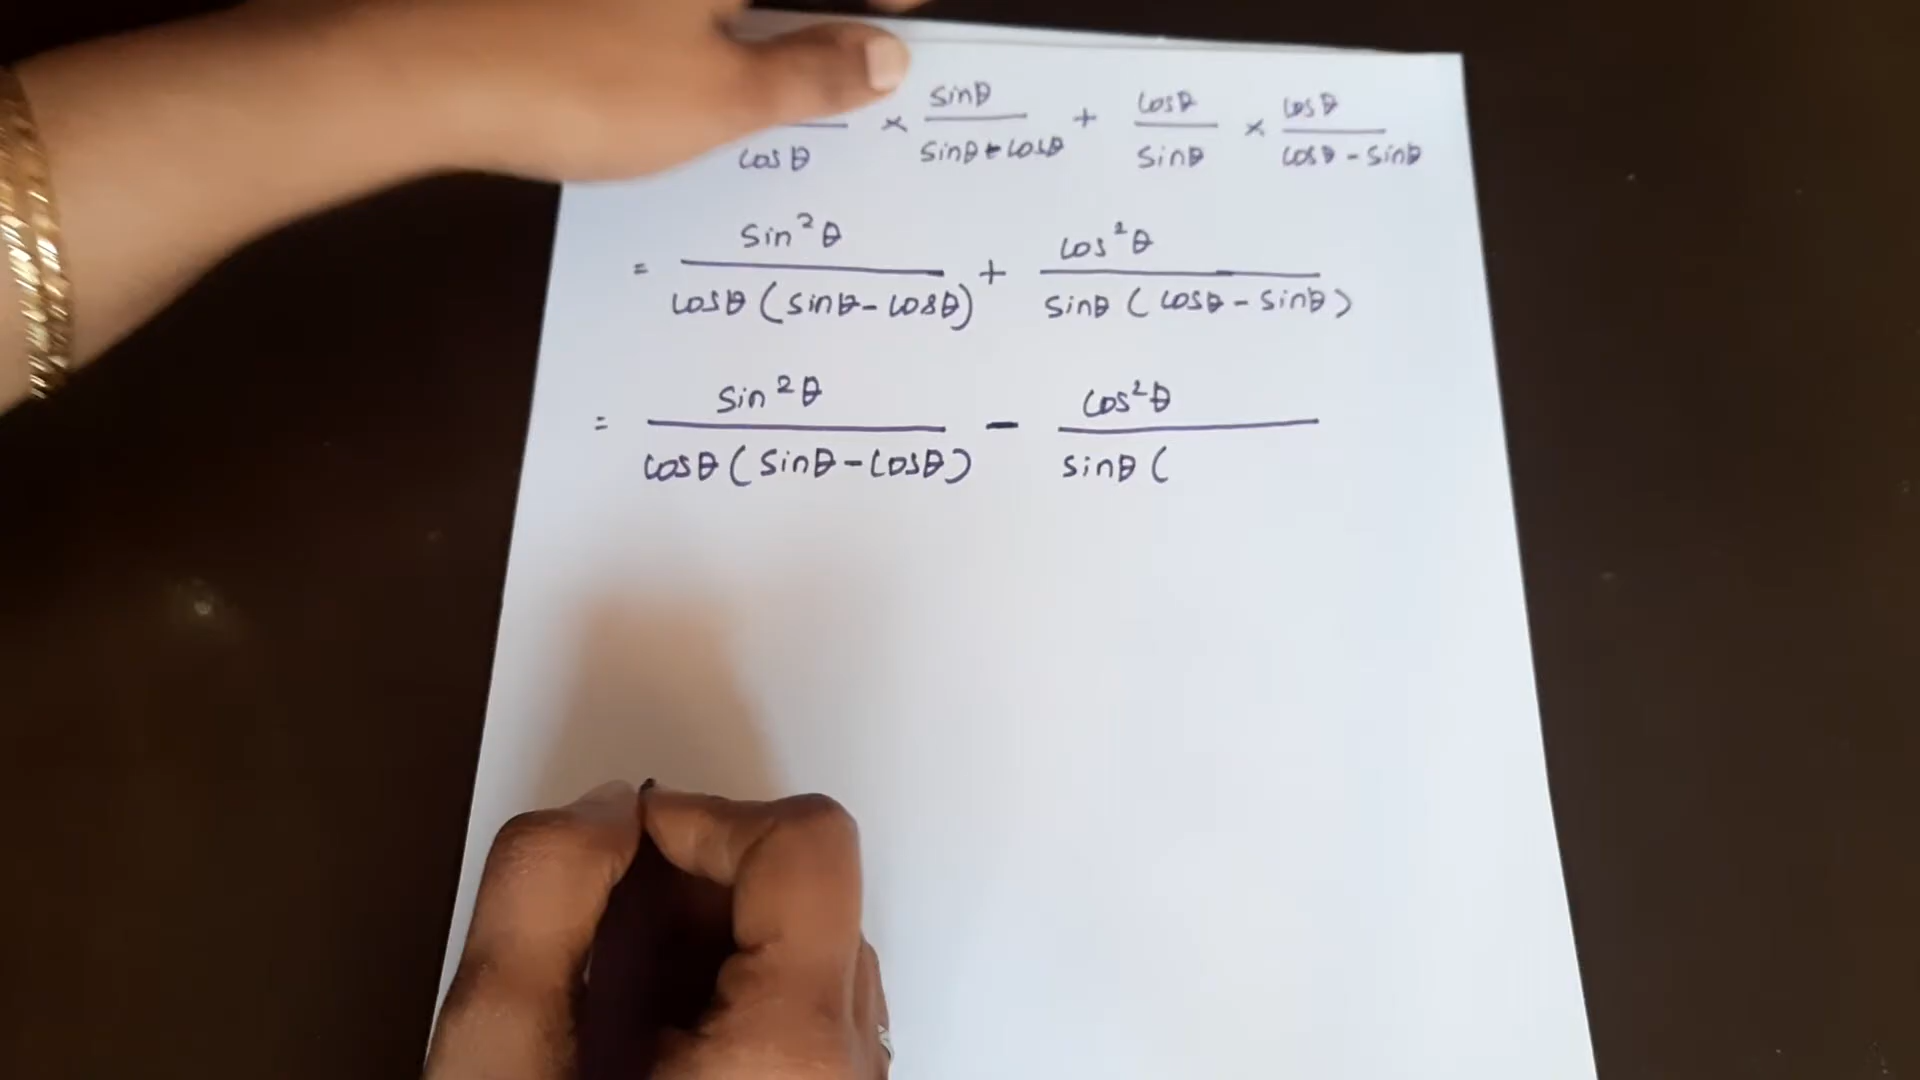 × sinθ / sinθ - cosθ + cosθ / sinθ × cosθ / cosθ - sinθ
cosθ
= sin²θ / cosθ (sinθ - cosθ) + cos²θ / sinθ (cosθ - sinθ)
= sin²θ / cosθ (sinθ - cosθ) - cos²θ / sinθ (